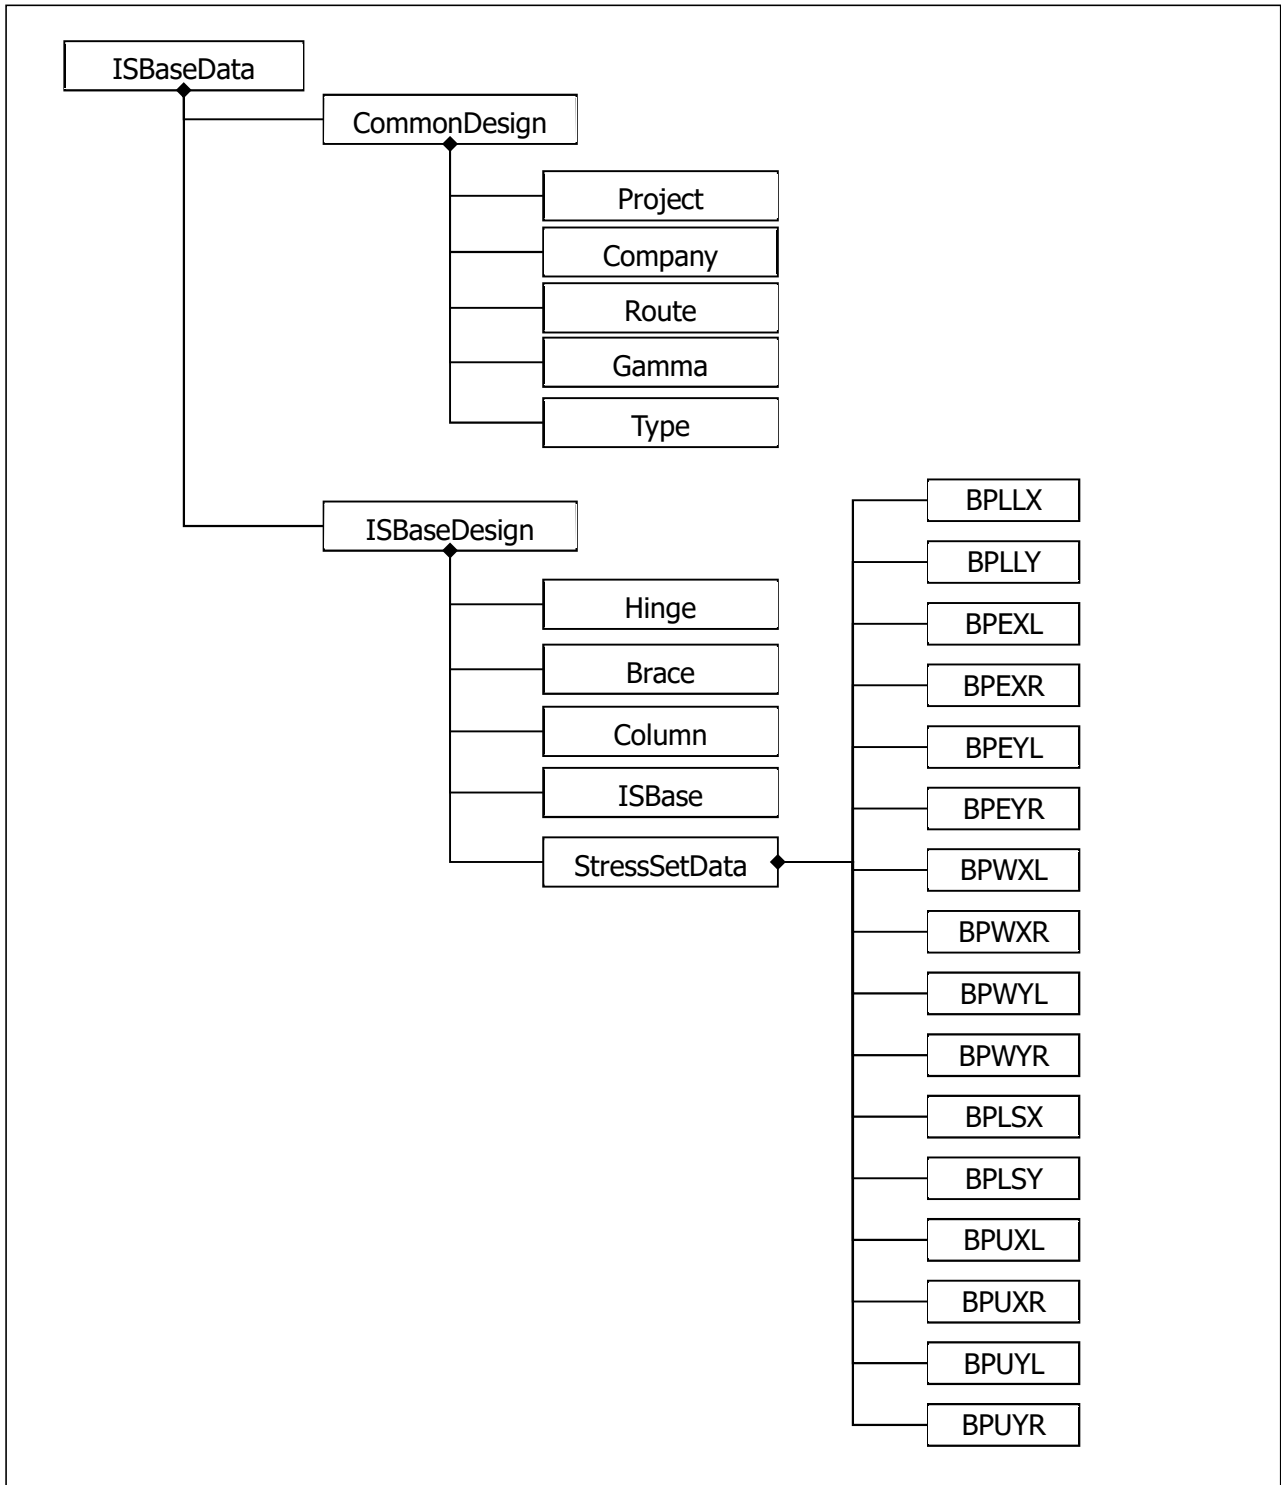 ISBaseData
CommonDesign
Project
Company
Route
Gamma
Type
ISBaseDesign
Hinge
Brace
Column
ISBase
StressSetData
BPLLX
BPLLY
BPEXL
BPEXR
BPEYL
BPEYR
BPWXL
BPWXR
BPWYL
BPWYR
BPLSX
BPLSY
BPUXL
BPUXR
BPUYL
BPUYR